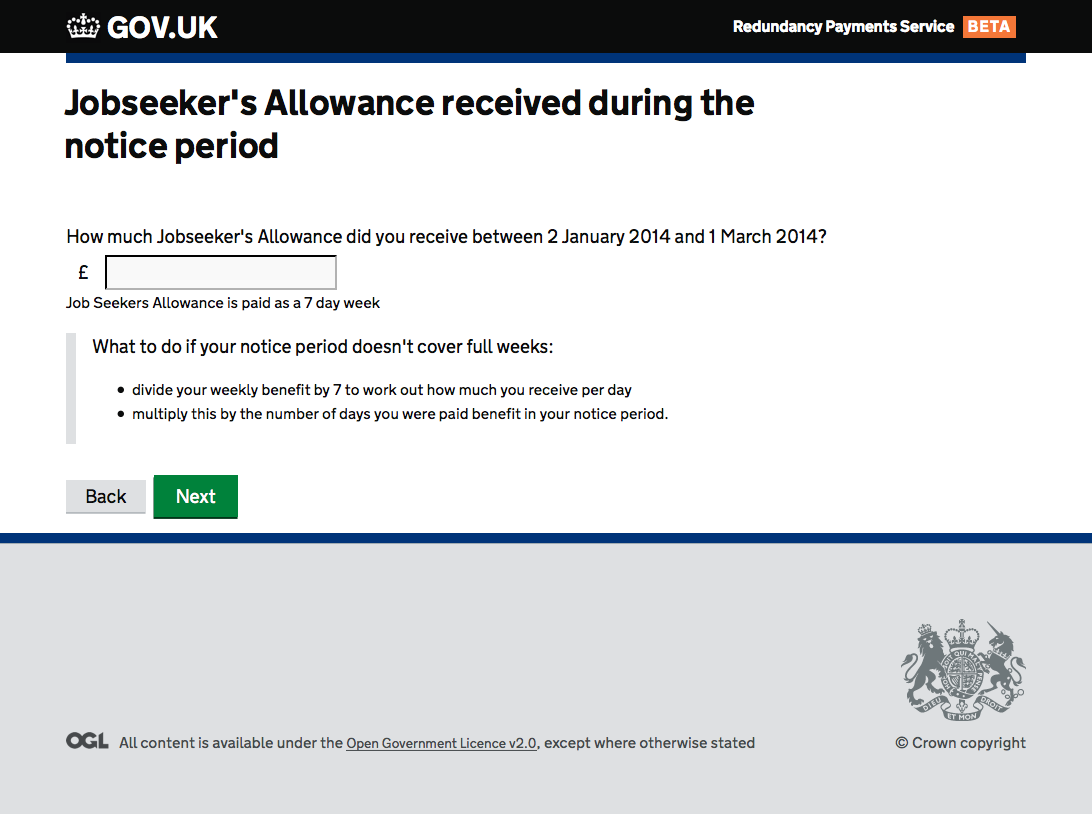 GOV.UK
Redundancy Payments Service BETA
Jobseeker's Allowance received during the
notice period
How much Jobseeker's Allowance did you receive between 2 January 2014 and 1 March 2014?
£
Job Seekers Allowance is paid as a 7 day week
What to do if your notice period doesn't cover full weeks:
• divide your weekly benefit by 7 to work out how much you receive per day
• multiply this by the number of days you were paid benefit in your notice period.
Back Next
DIEU ET MON DROIT
OGL All content is available under the Open Government Licence v2.0, except where otherwise stated
© Crown copyright